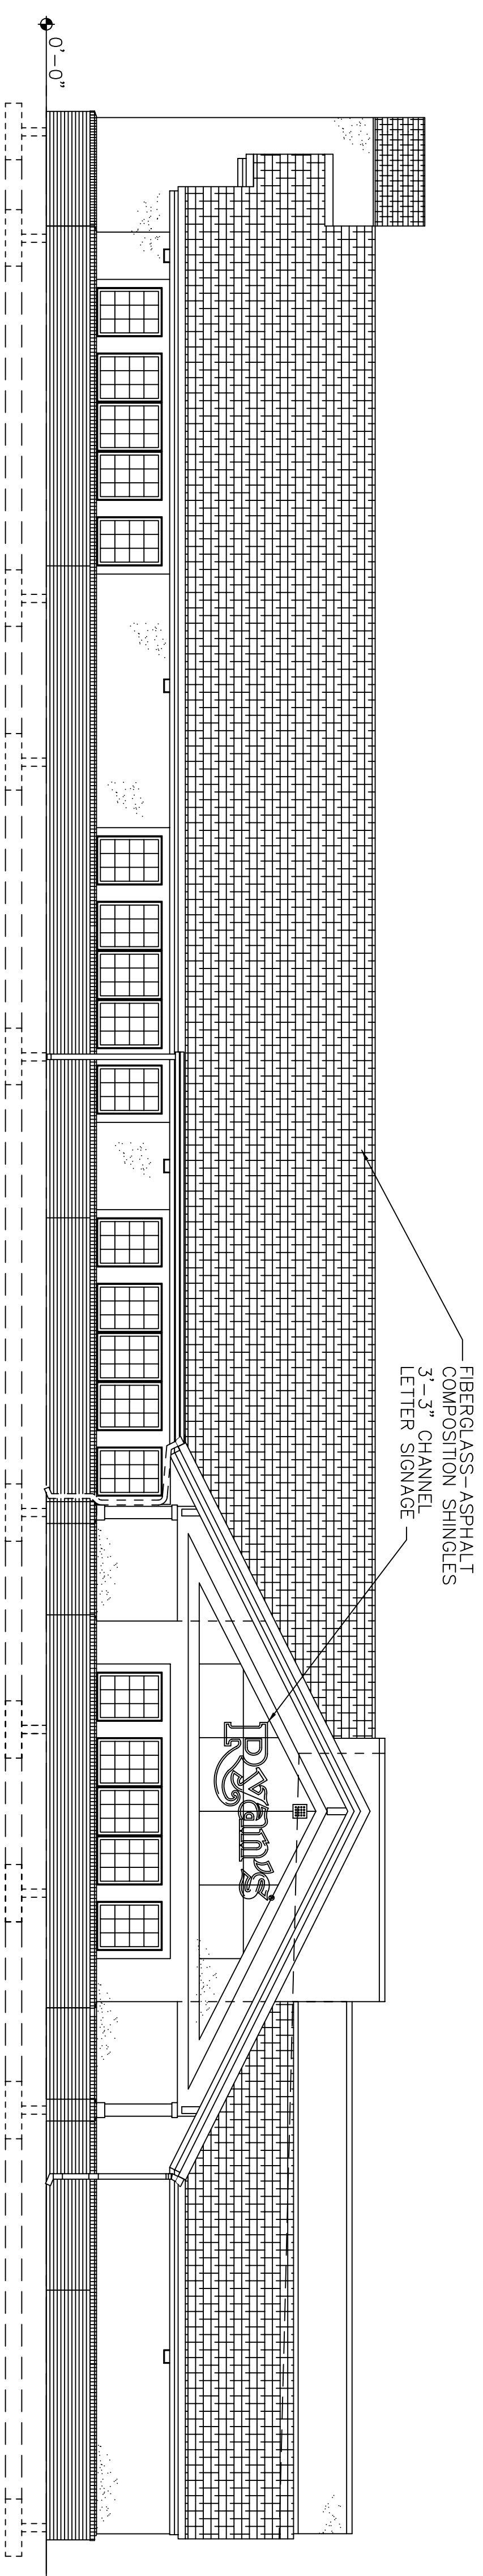 0'-0"
FIBERGLASS-ASPHALT
COMPOSITION SHINGLES
3'-3" CHANNEL
LETTER SIGNAGE
Ryan's